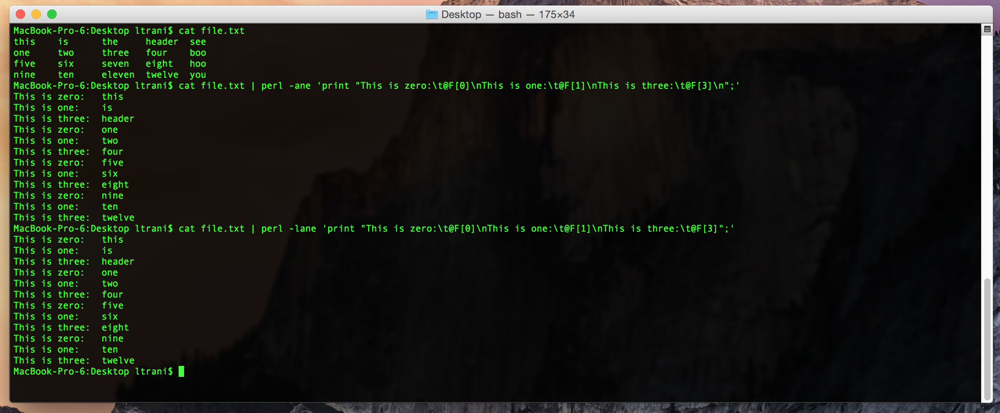 Desktop — bash — 175×34
MacBook-Pro-6:Desktop ltrani$ cat file.txt
this    is      the     header  see
one     two     three   four    boo
five    six     seven   eight   hoo
nine    ten     eleven  twelve  you
MacBook-Pro-6:Desktop ltrani$ cat file.txt | perl -ane 'print "This is zero:\t@F[0]\nThis is one:\t@F[1]\nThis is three:\t@F[3]\n";'
This is zero:   this
This is one:    is
This is three:  header
This is zero:   one
This is one:    two
This is three:  four
This is zero:   five
This is one:    six
This is three:  eight
This is zero:   nine
This is one:    ten
This is three:  twelve
MacBook-Pro-6:Desktop ltrani$ cat file.txt | perl -lane 'print "This is zero:\t@F[0]\nThis is one:\t@F[1]\nThis is three:\t@F[3]";'
This is zero:   this
This is one:    is
This is three:  header
This is zero:   one
This is one:    two
This is three:  four
This is zero:   five
This is one:    six
This is three:  eight
This is zero:   nine
This is one:    ten
This is three:  twelve
MacBook-Pro-6:Desktop ltrani$